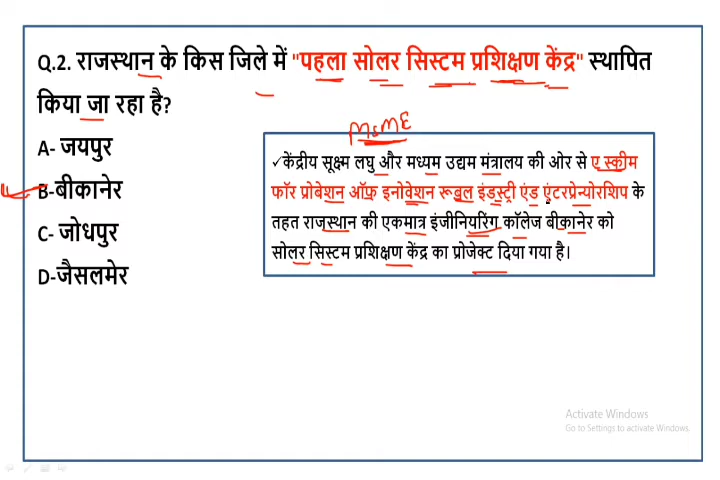 Q.2. राजस्थान के किस जिले में "पहला सोलर सिस्टम प्रशिक्षण केंद्र" स्थापित
किया जा रहा है?
A- जयपुर
B-बीकानेर
C- जोधपुर
D-जैसलमेर
MSME
✓केंद्रीय सूक्ष्म लघु और मध्यम उद्यम मंत्रालय की ओर से ए स्कीम
फॉर प्रोबेशन ऑफ इनोवेशन रूबुल इंडस्ट्री एंड एंटरप्रेन्योरशिप के
तहत राजस्थान की एकमात्र इंजीनियरिंग कॉलेज बीकानेर को
सोलर सिस्टम प्रशिक्षण केंद्र का प्रोजेक्ट दिया गया है।
Activate Windows
Go to Settings to activate Windows.